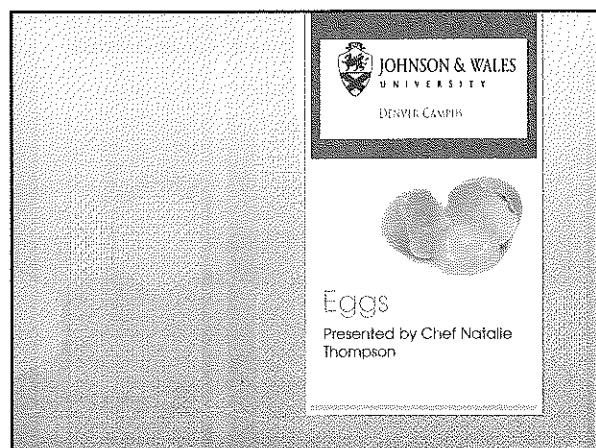 JOHNSON & WALES
UNIVERSITY
DENVER CAMPUS
Eggs
Presented by Chef Natalie
Thompson